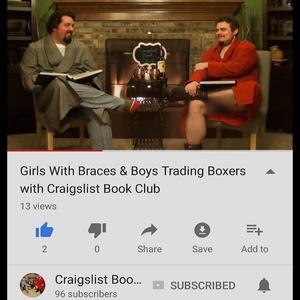 Girls With Braces & Boys Trading Boxers
with Craigslist Book Club
13 views
2
0
Share
Save
Add to
Craigslist Boo...
SUBSCRIBED
96 subscribers